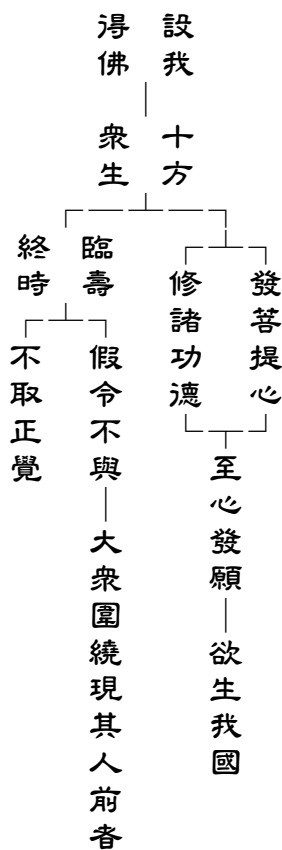 設我
得佛
十方
衆生
發菩提心
修諸功德
至心發願
欲生我國
臨壽
終時
假令不與
大衆圍繞現其人前者
不取正覺